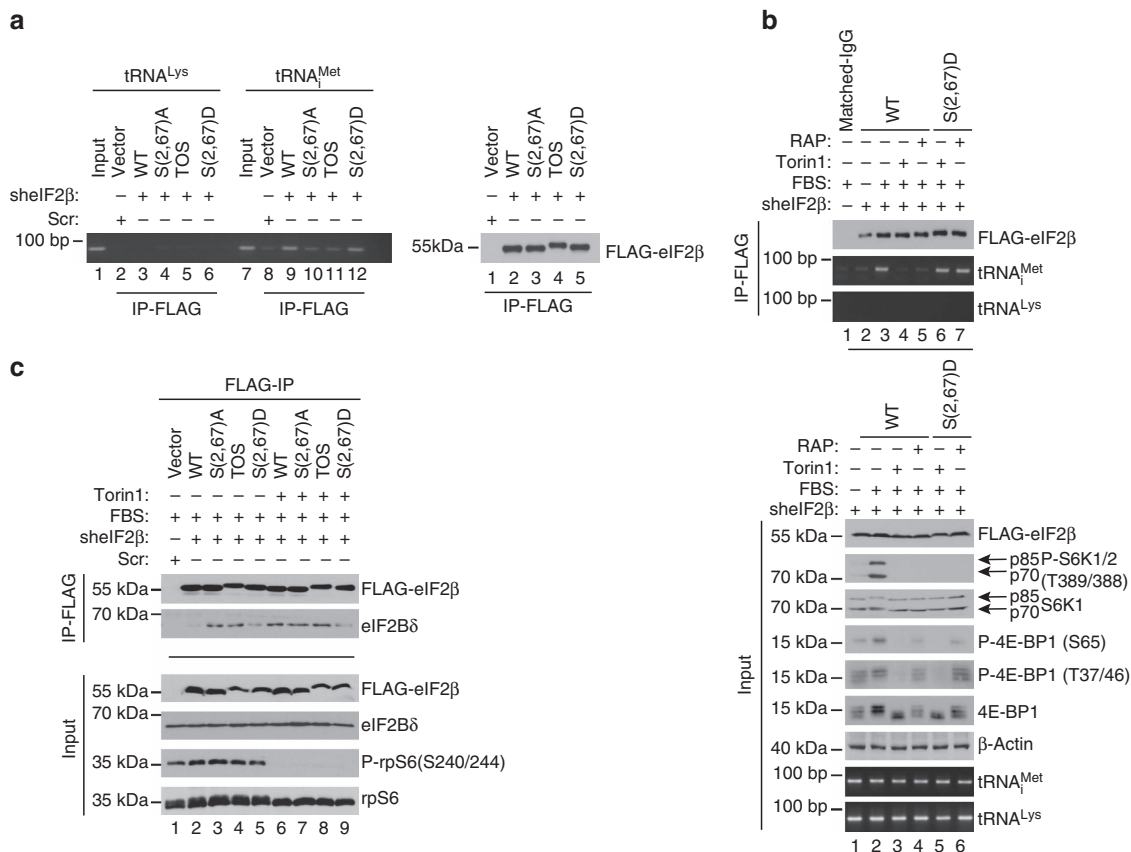 a
tRNA^Lys
tRNA_i^Met
Input
Vector
WT
S(2,67)A
TOS
S(2,67)D
Input
Vector
WT
S(2,67)A
TOS
S(2,67)D
sheIF2β: – + + + + – + + + +
Scr: + – – – – + – – – –
100 bp
1 2 3 4 5 6 7 8 9 10 11 12
IP-FLAG IP-FLAG
Vector
WT
S(2,67)A
TOS
S(2,67)D
– + + + +
+ – – – –
55kDa
FLAG-eIF2β
1 2 3 4 5
IP-FLAG
b
Matched-IgG
WT
S(2,67)D
RAP: – – – – + – +
Torin1: – – – + – + –
FBS: + – + + + + +
sheIF2β: – + + + + + +
IP-FLAG
FLAG-eIF2β
100 bp
tRNA_i^Met
100 bp
tRNA^Lys
1 2 3 4 5 6 7
WT
S(2,67)D
RAP: – – – + – +
Torin1: – – + – + –
FBS: – + + + + +
sheIF2β: + + + + + +
Input
55 kDa FLAG-eIF2β
p85 P-S6K1/2
70 kDa p70 (T389/388)
p85
70 kDa p70 S6K1
15 kDa P-4E-BP1 (S65)
15 kDa P-4E-BP1 (T37/46)
15 kDa 4E-BP1
40 kDa β-Actin
100 bp tRNA_i^Met
100 bp tRNA^Lys
1 2 3 4 5 6
c
FLAG-IP
Vector
WT
S(2,67)A
TOS
S(2,67)D
WT
S(2,67)A
TOS
S(2,67)D
Torin1: – – – – – + + + +
FBS: + + + + + + + + +
sheIF2β: – + + + + + + + +
Scr: + – – – – – – – –
IP-FLAG
55 kDa FLAG-eIF2β
70 kDa eIF2Bδ
Input
55 kDa FLAG-eIF2β
70 kDa eIF2Bδ
35 kDa P-rpS6(S240/244)
35 kDa rpS6
1 2 3 4 5 6 7 8 9